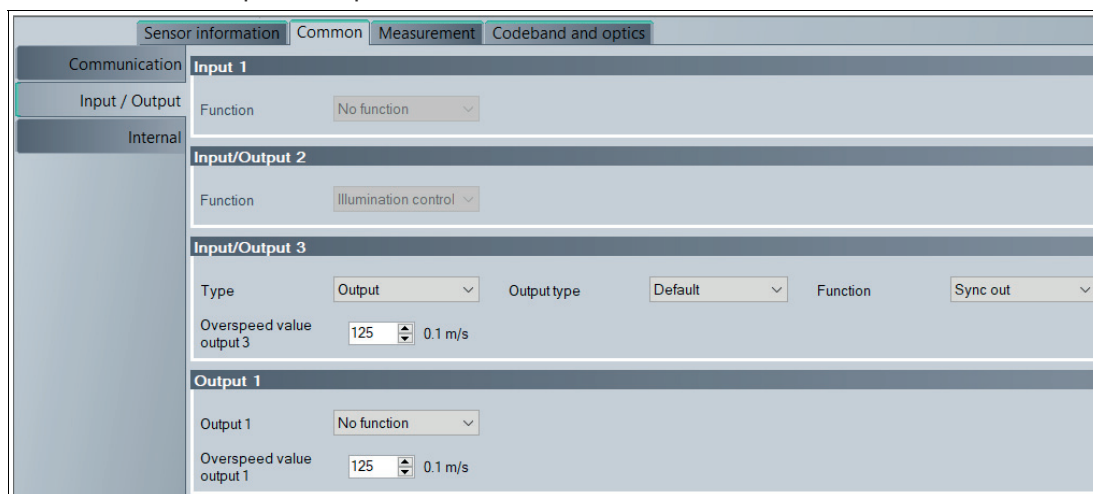 Sensor information Common Measurement Codeband and optics
Communication
Input / Output
Internal
Input 1
Function No function
Input/Output 2
Function Illumination control
Input/Output 3
Type Output Output type Default Function Sync out
Overspeed value
output 3 125 0.1 m/s
Output 1
Output 1 No function
Overspeed value
output 1 125 0.1 m/s